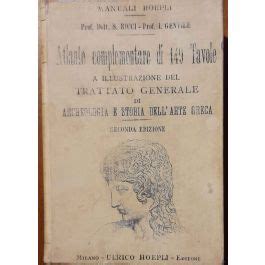 MANUALI HOEPLI
Prof. Dott. S. RICCI - Prof. I. GENTILE
Atlante complementare di 149 Tavole
A ILLUSTRAZIONE DEL
TRATTATO GENERALE
DI
ARCHEOLOGIA E STORIA DELL'ARTE GRECA
SECONDA EDIZIONE
MILANO - ULRICO HOEPLI - EDITORE